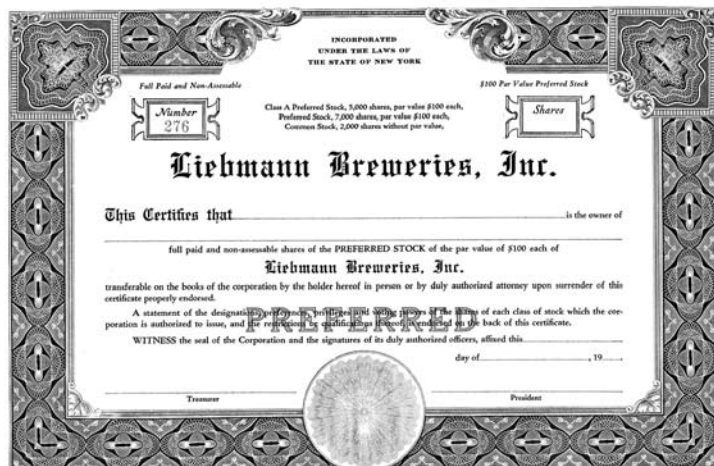 INCORPORATED
UNDER THE LAWS OF
THE STATE OF NEW YORK
Full Paid and Non-Assessable
$100 Par Value Preferred Stock
Number
276
Class A Preferred Stock, 5,000 shares, par value $100 each,
Preferred Stock, 7,000 shares, par value $100 each,
Common Stock, 2,000 shares without par value,
Shares
Liebmann Breweries, Inc.
This Certifies that
is the owner of
full paid and non-assessable shares of the PREFERRED STOCK of the par value of $100 each of
Liebmann Breweries, Inc.
transferable on the books of the corporation by the holder hereof in person or by duly authorized attorney upon surrender of this
certificate properly endorsed.
A statement of the designations, preferences, privileges and voting powers of the shares of each class of stock which the cor-
poration is authorized to issue, and the restrictions or qualifications thereof, is endorsed on the back of this certificate.
PREFERRED
WITNESS the seal of the Corporation and the signatures of its duly authorized officers, affixed this
day of , 19 .
Treasurer
President